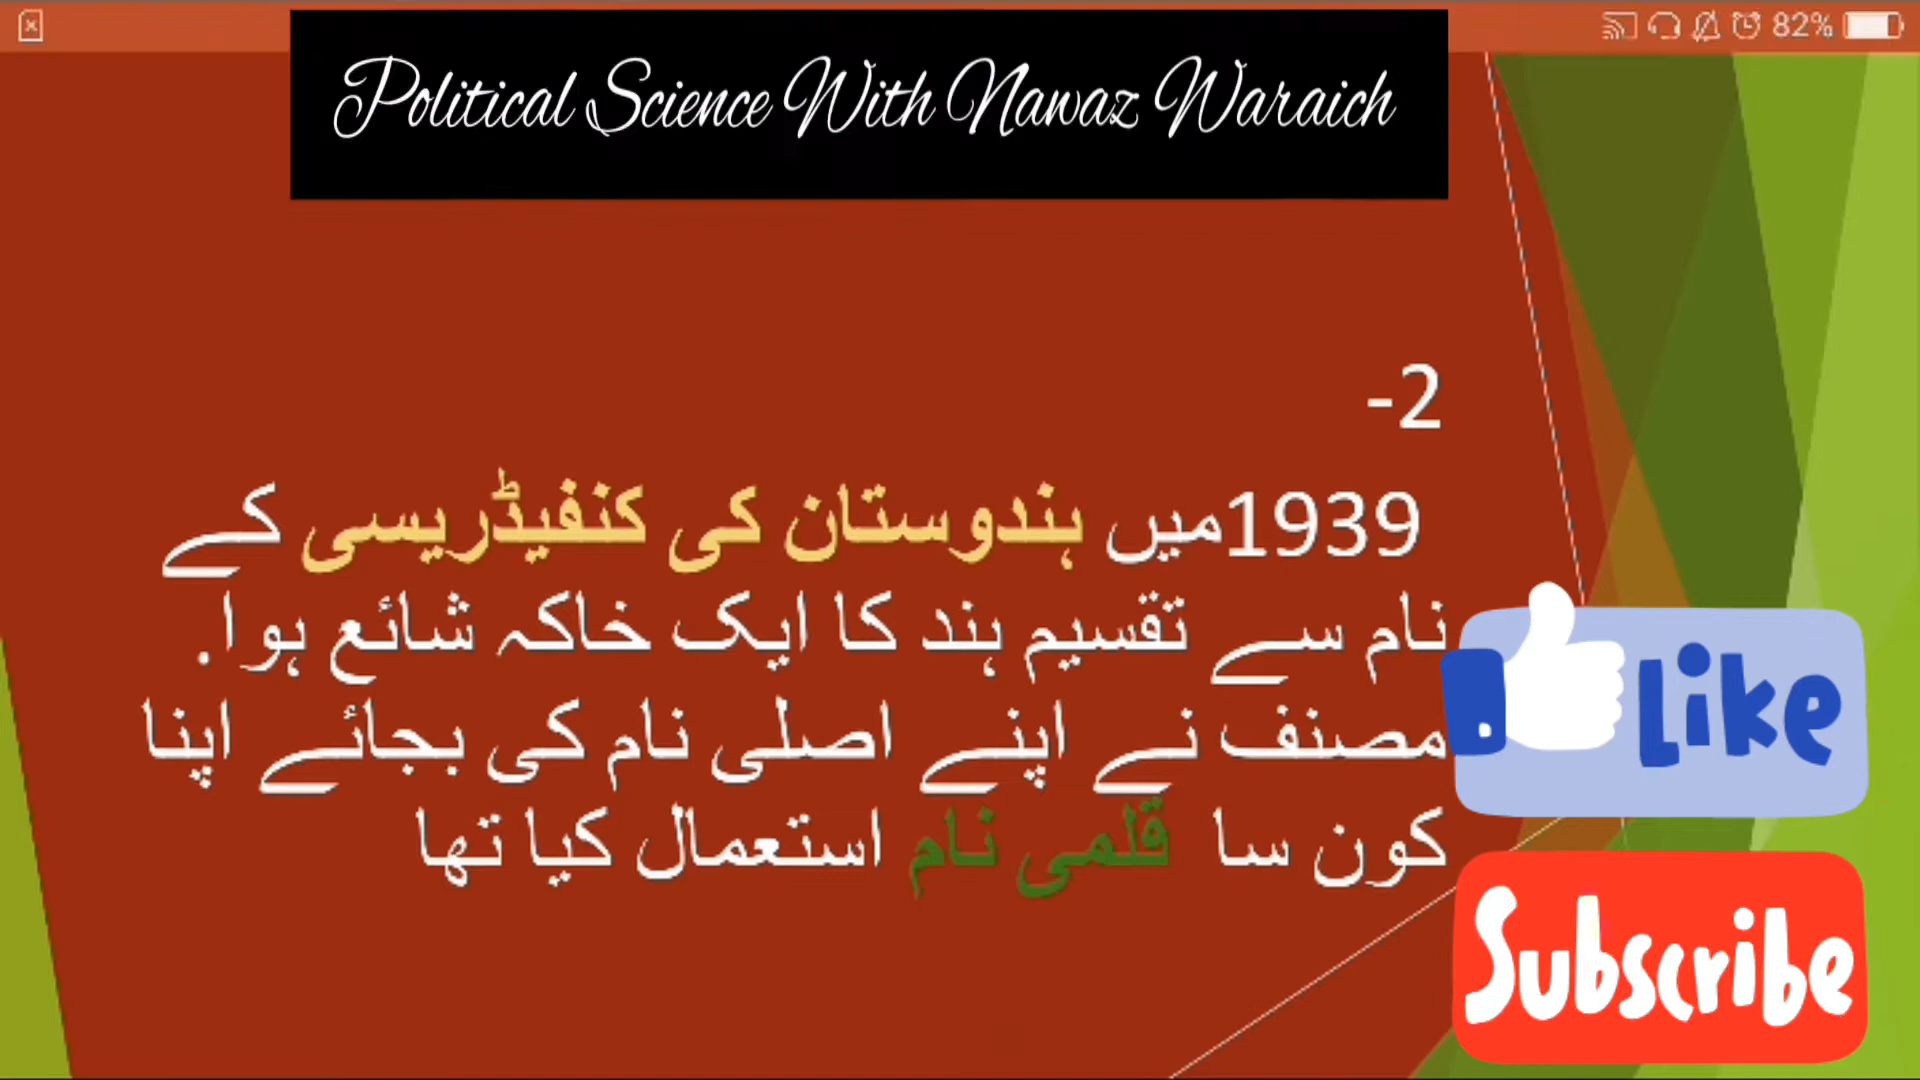 82%
Political Science With Nawaz Waraich
-2
1939میں ہندوستان کی کنفیڈریسی کے
نام سے تقسیم ہند کا ایک خاکہ شائع ہوا.
مصنف نے اپنے اصلی نام کی بجائے اپنا
کون سا قلمی نام استعمال کیا تھا
Like
Subscribe